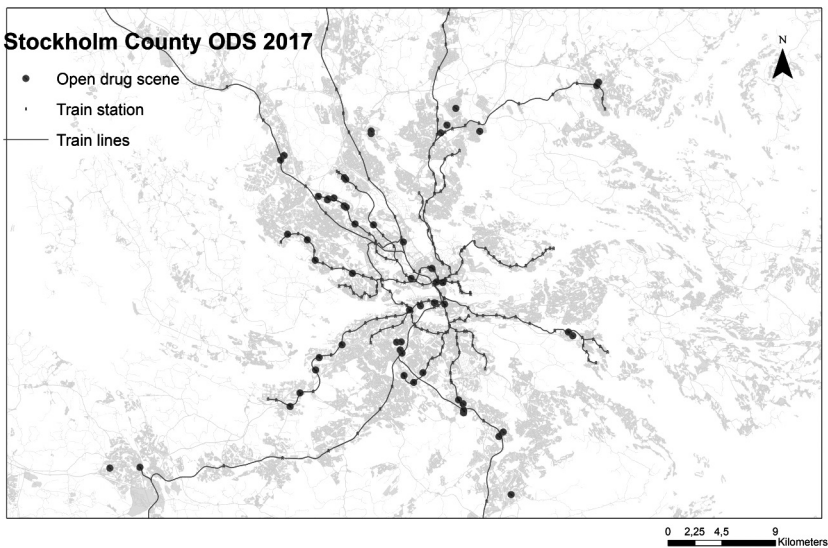 Stockholm County ODS 2017
Open drug scene
Train station
Train lines
N
0 2,25 4,5 9
Kilometers